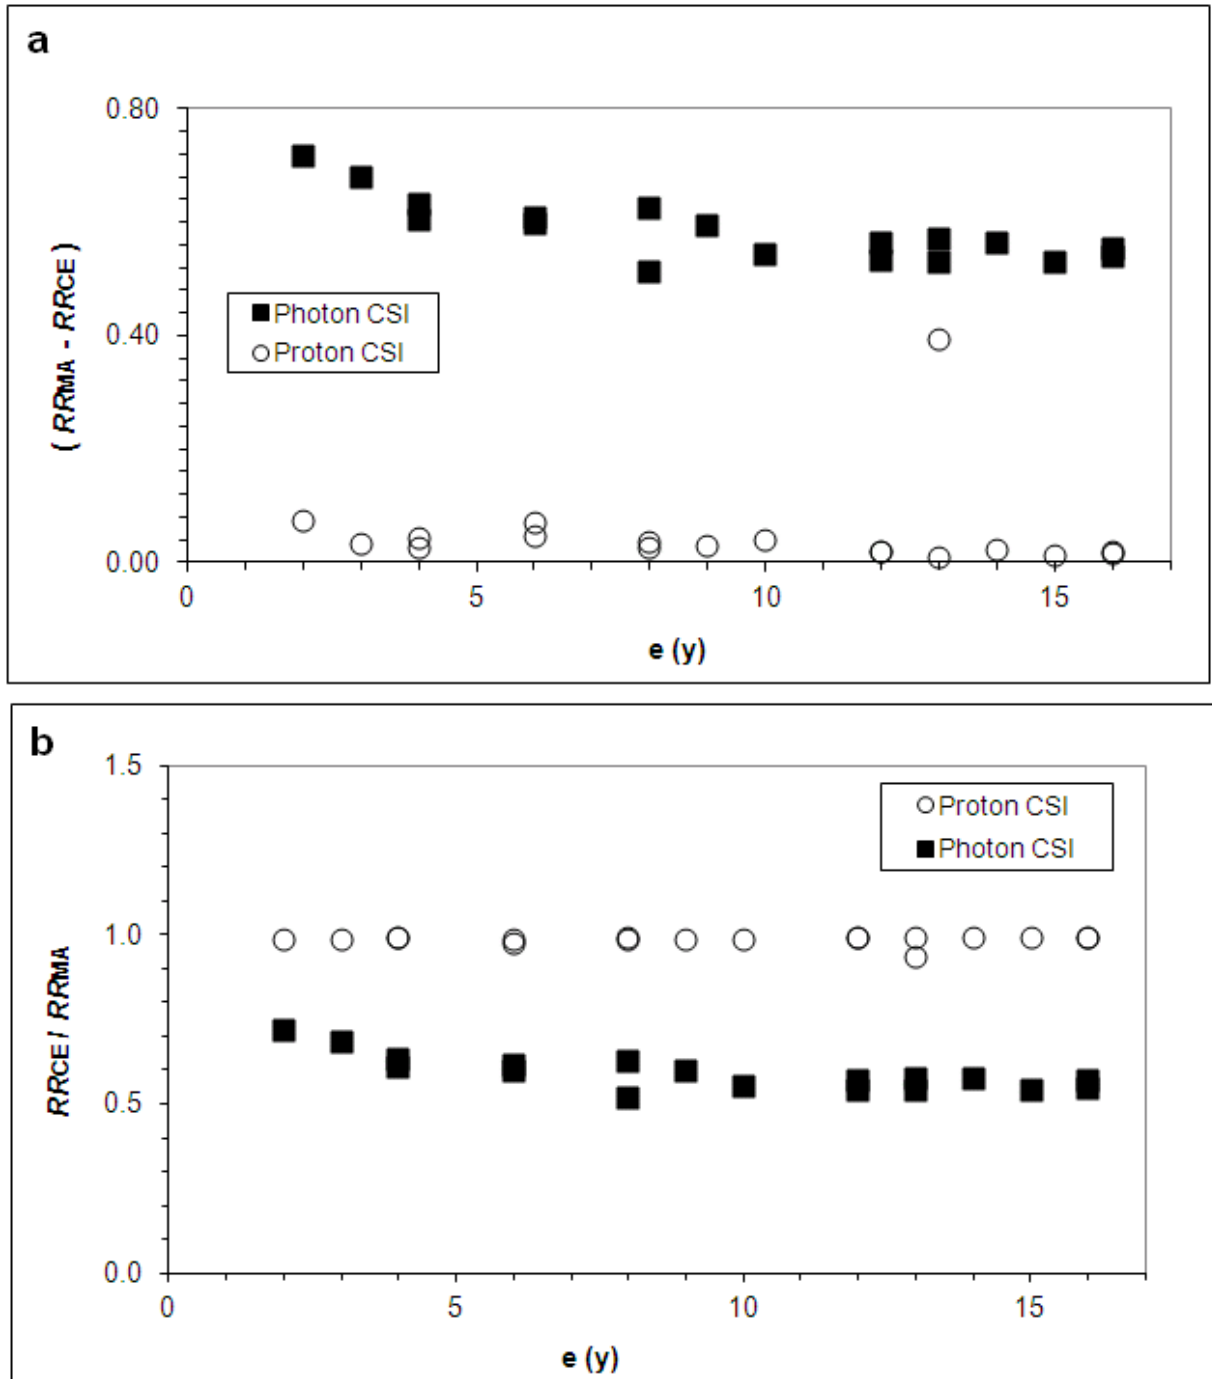 a
0.80
0.40
0.00
( RRMA - RRCE )
Photon CSI
Proton CSI
0 5 10 15
e (y)
b
1.5
1.0
0.5
0.0
RRCE / RRMA
Proton CSI
Photon CSI
0 5 10 15
e (y)